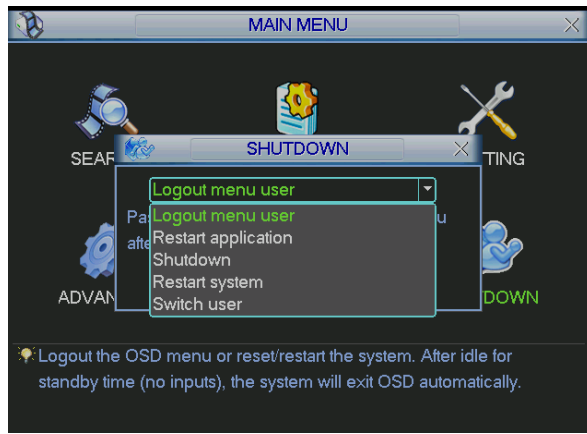 MAIN MENU
SEAR
TING
SHUTDOWN
Logout menu user
Pa
u
Logout menu user
afte
Restart application
Shutdown
Restart system
Switch user
ADVAN
DOWN
Logout the OSD menu or reset/restart the system. After idle for
standby time (no inputs), the system will exit OSD automatically.